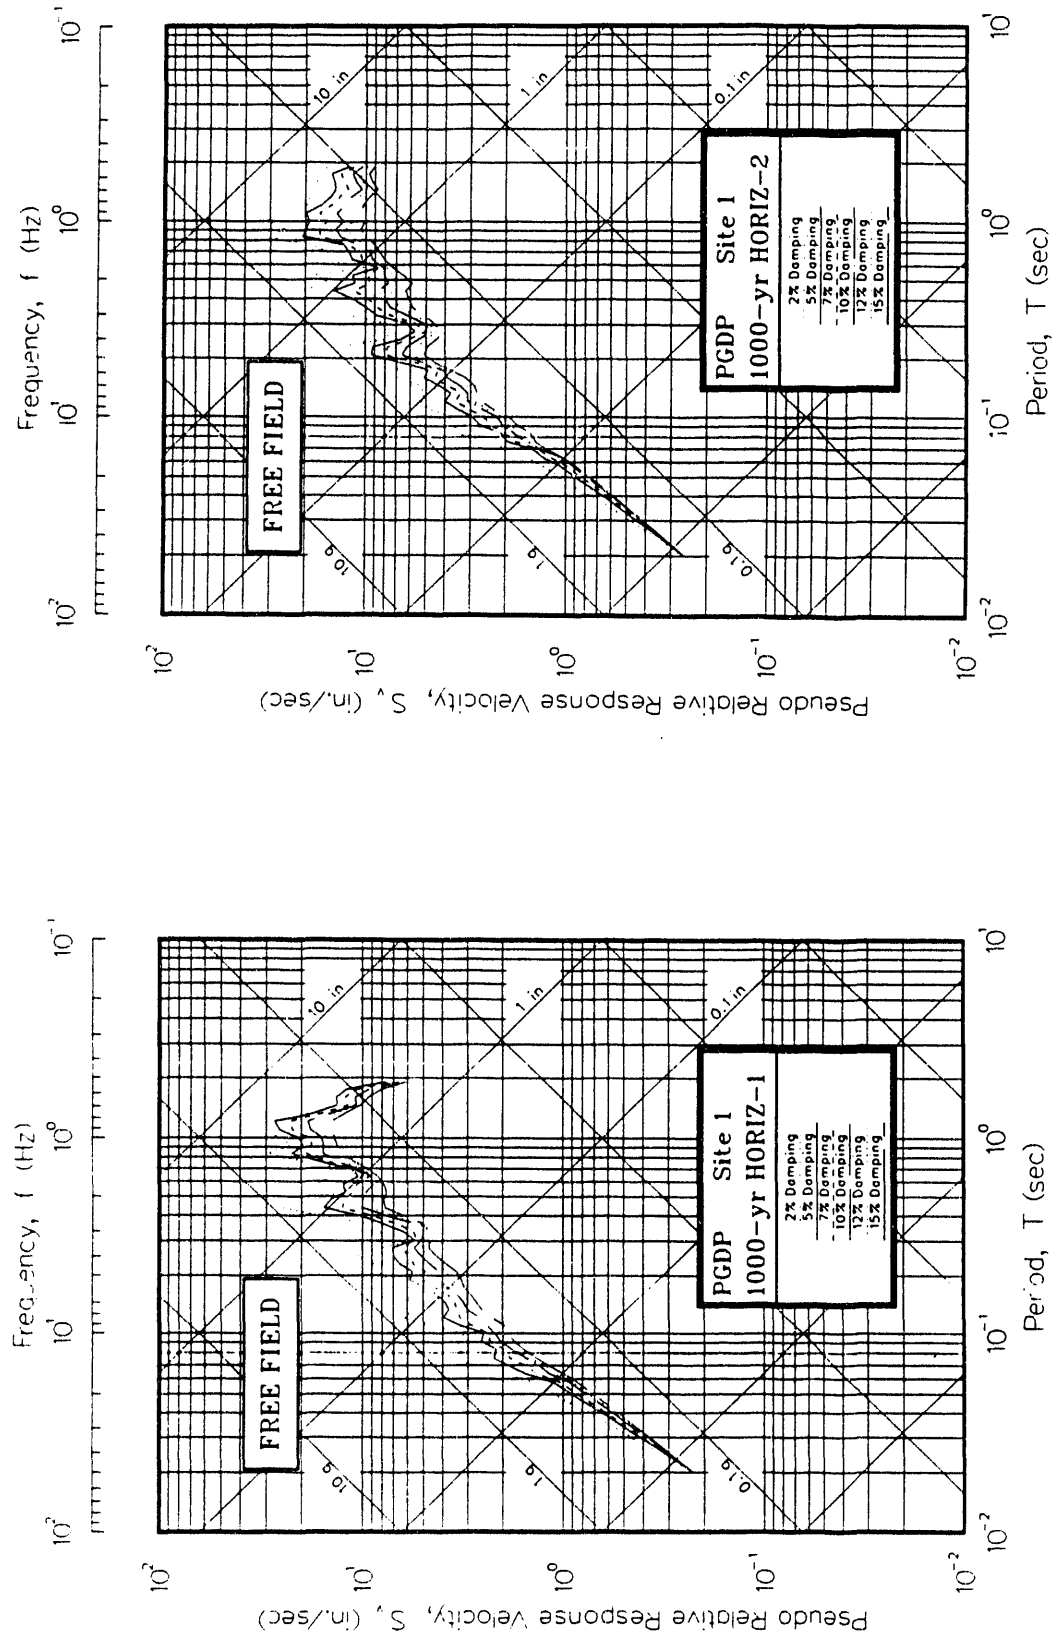 Frequency, f (Hz)
10² 10¹ 10⁰ 10⁻¹
FREE FIELD
10 in
1 in
0.1 in
10g
1g
0.1g
PGDP Site 1
1000-yr HORIZ-1
2% Damping
5% Damping
7% Damping
10% Damping
12% Damping
15% Damping
10²
10¹
10⁰
10⁻¹
10⁻²
Pseudo Relative Response Velocity, Sᵥ (in./sec)
10⁻² 10⁻¹ 10⁰ 10¹
Period, T (sec)
Frequency, f (Hz)
10² 10¹ 10⁰ 10⁻¹
FREE FIELD
10 in
1 in
0.1 in
10g
1g
0.1g
PGDP Site 1
1000-yr HORIZ-2
2% Damping
5% Damping
7% Damping
10% Damping
12% Damping
15% Damping
10²
10¹
10⁰
10⁻¹
10⁻²
Pseudo Relative Response Velocity, Sᵥ (in./sec)
10⁻² 10⁻¹ 10⁰ 10¹
Period, T (sec)